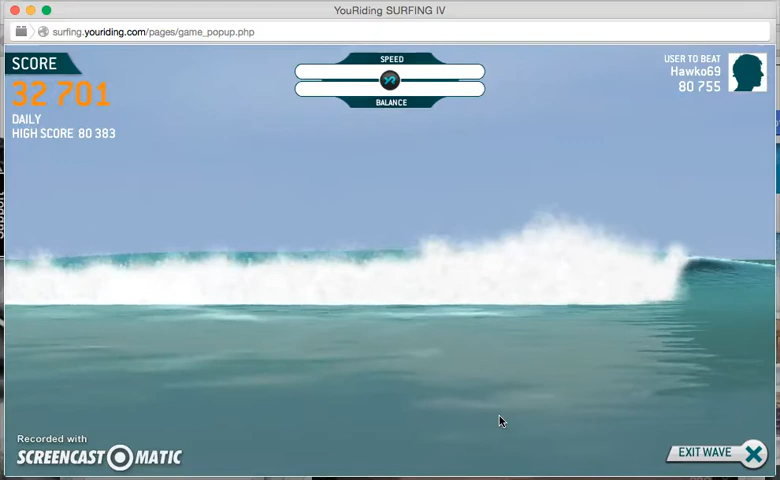 YouRiding SURFING IV
surfing.youriding.com/pages/game_popup.php
SCORE
32 701
DAILY
HIGH SCORE 80 383
SPEED
BALANCE
USER TO BEAT
Hawko69
80 755
Recorded with
SCREENCAST-O-MATIC
EXIT WAVE